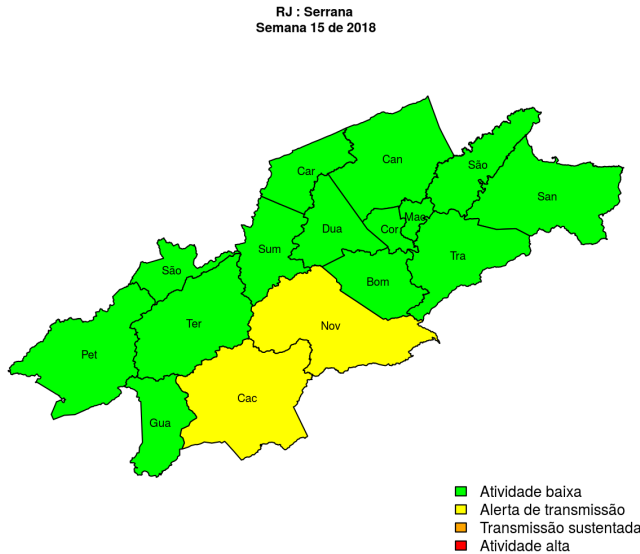 RJ : Serrana
Semana 15 de 2018
Can
São
Car
San
Mac
Dua
Cor
Sum
Tra
São
Bom
Ter
Nov
Pet
Cac
Gua
Atividade baixa
Alerta de transmissão
Transmissão sustentada
Atividade alta